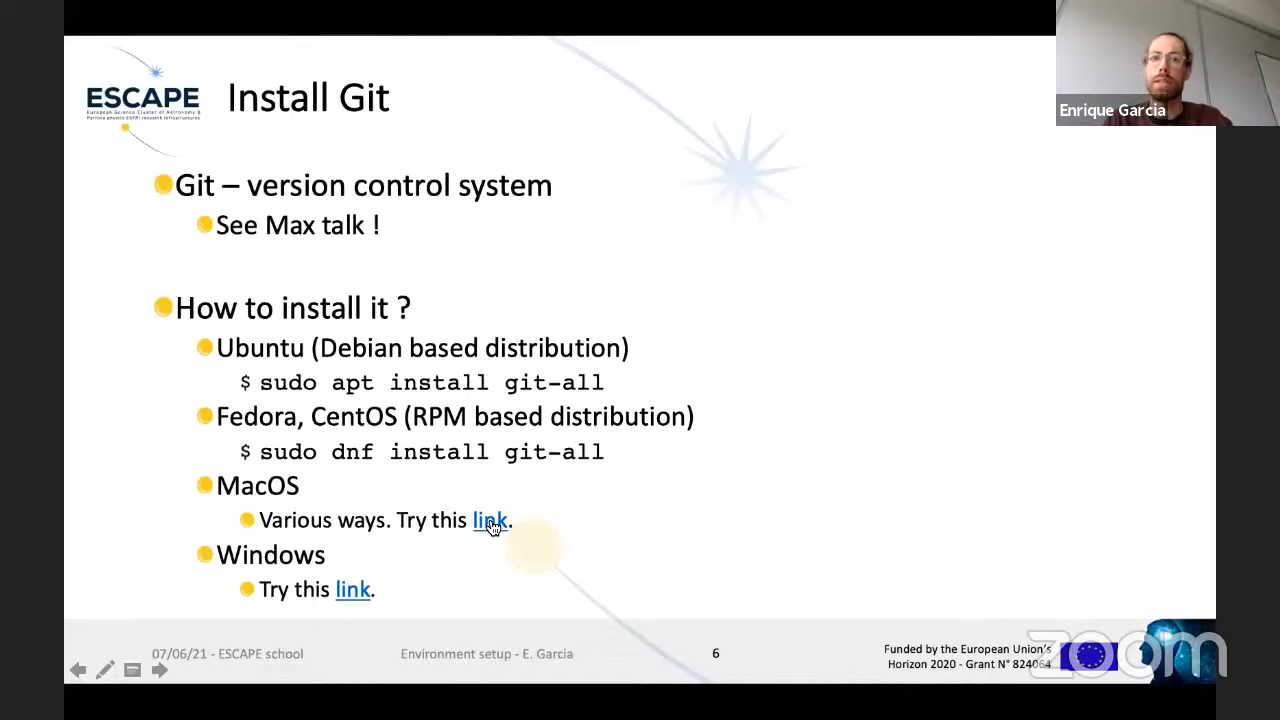 Enrique Garcia
ESCAPE
European Science Cluster of Astronomy &
Particle physics ESFRI research Infrastructures
Install Git
Git – version control system
See Max talk !
How to install it ?
Ubuntu (Debian based distribution)
$ sudo apt install git-all
Fedora, CentOS (RPM based distribution)
$ sudo dnf install git-all
MacOS
Various ways. Try this link.
Windows
Try this link.
07/06/21 - ESCAPE school
Environment setup - E. Garcia
6
Funded by the European Union's
Horizon 2020 - Grant N° 824064
zoom